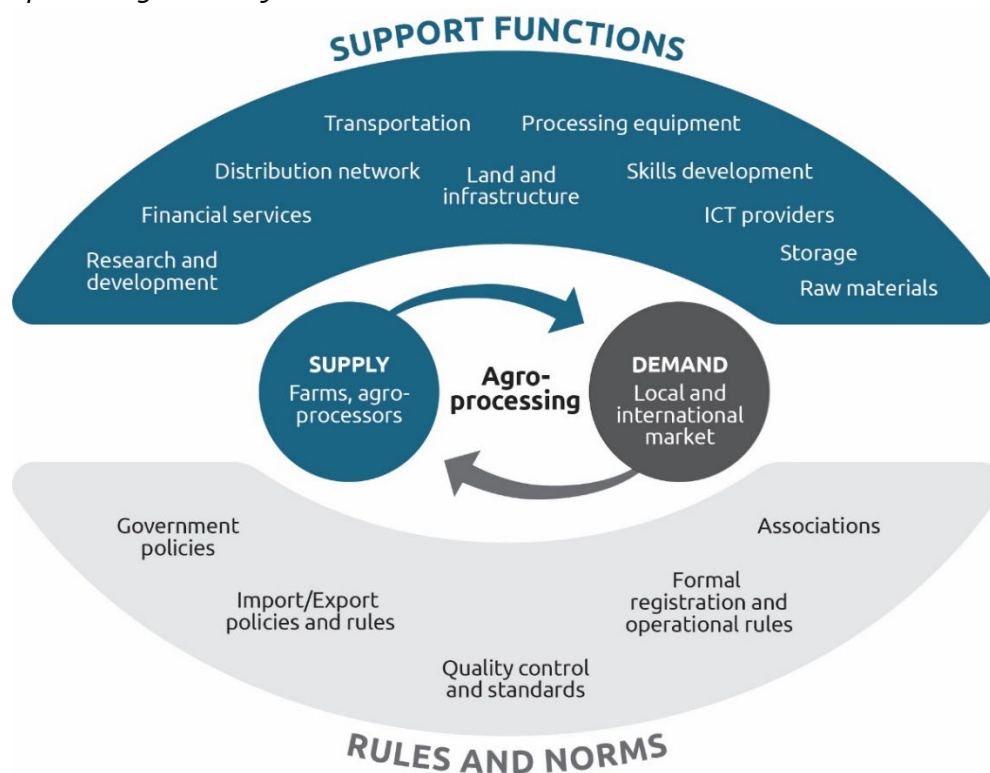 SUPPORT FUNCTIONS
Transportation
Processing equipment
Distribution network
Land and
infrastructure
Skills development
Financial services
ICT providers
Research and
development
Storage
Raw materials
SUPPLY
Farms, agro-
processors
Agro-
processing
DEMAND
Local and
international
market
Government
policies
Associations
Import/Export
policies and rules
Formal
registration and
operational rules
Quality control
and standards
RULES AND NORMS